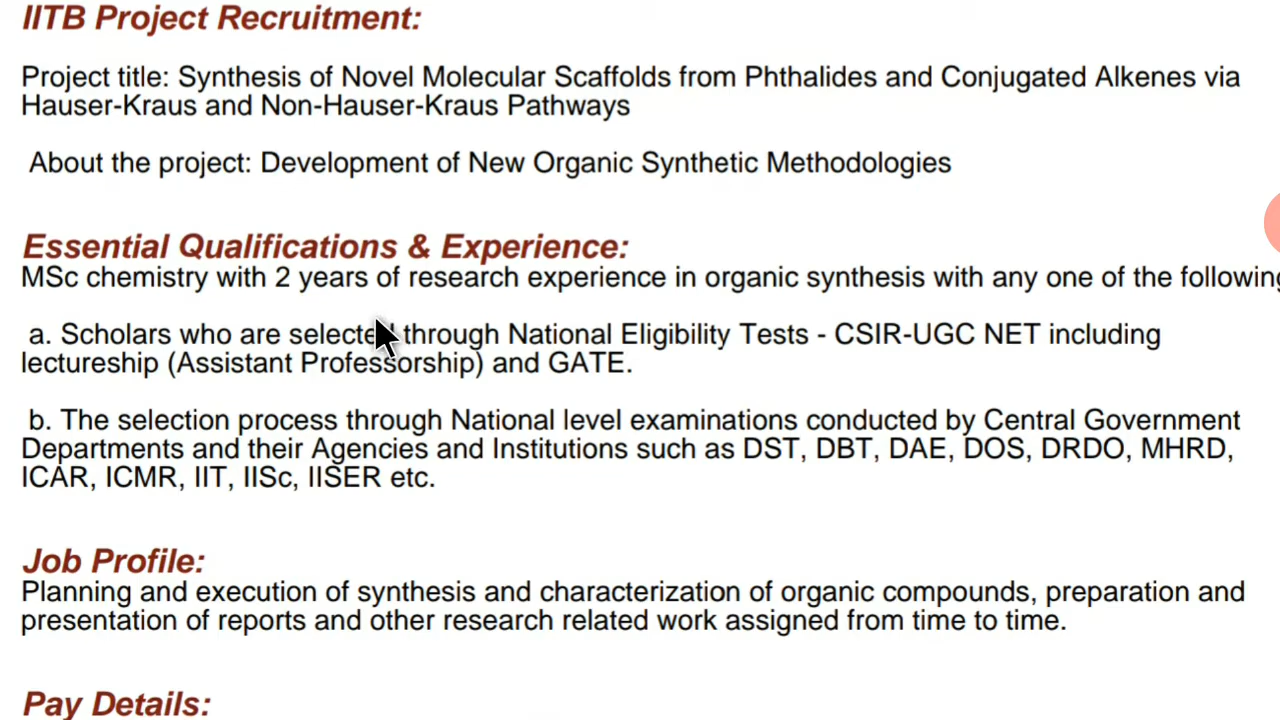 IITB Project Recruitment:
Project title: Synthesis of Novel Molecular Scaffolds from Phthalides and Conjugated Alkenes via
Hauser-Kraus and Non-Hauser-Kraus Pathways
About the project: Development of New Organic Synthetic Methodologies
Essential Qualifications & Experience:
MSc chemistry with 2 years of research experience in organic synthesis with any one of the following
a. Scholars who are selected through National Eligibility Tests - CSIR-UGC NET including
lectureship (Assistant Professorship) and GATE.
b. The selection process through National level examinations conducted by Central Government
Departments and their Agencies and Institutions such as DST, DBT, DAE, DOS, DRDO, MHRD,
ICAR, ICMR, IIT, IISc, IISER etc.
Job Profile:
Planning and execution of synthesis and characterization of organic compounds, preparation and
presentation of reports and other research related work assigned from time to time.
Pay Details: